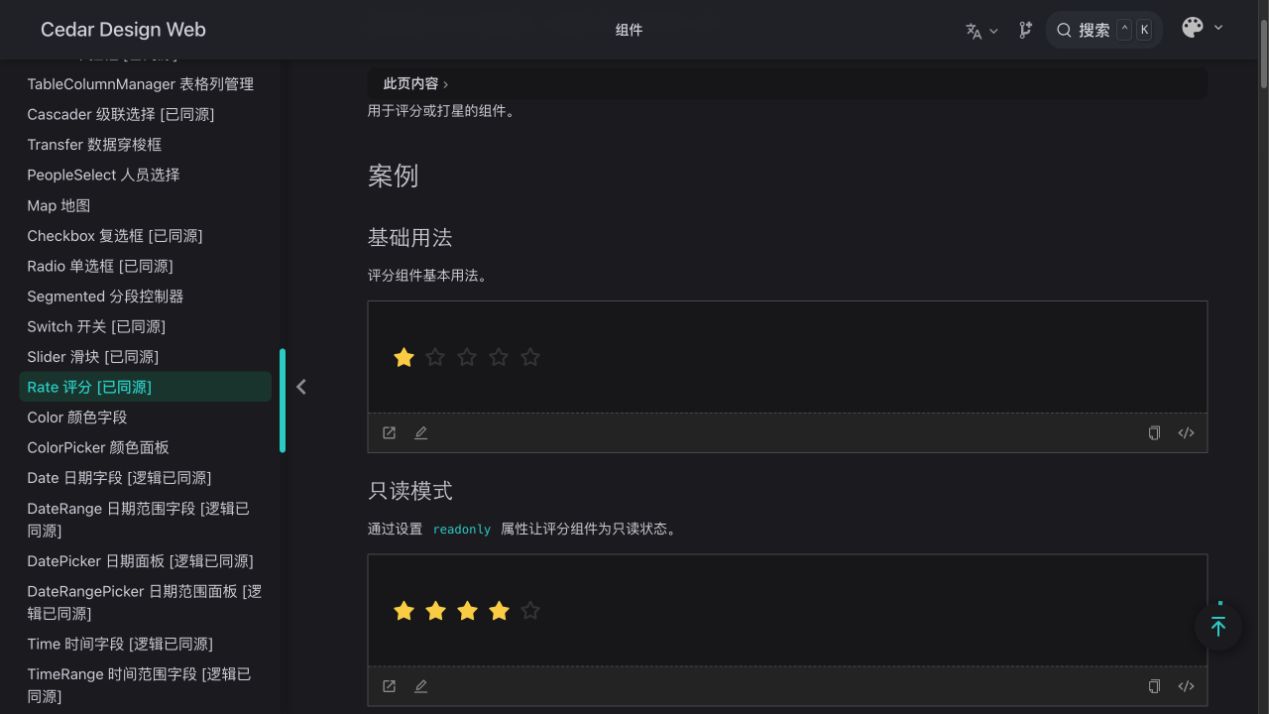 Cedar Design Web
组件
搜索 ^ K
TableColumnManager 表格列管理
Cascader 级联选择 [已同源]
Transfer 数据穿梭框
PeopleSelect 人员选择
Map 地图
Checkbox 复选框 [已同源]
Radio 单选框 [已同源]
Segmented 分段控制器
Switch 开关 [已同源]
Slider 滑块 [已同源]
Rate 评分 [已同源]
Color 颜色字段
ColorPicker 颜色面板
Date 日期字段 [逻辑已同源]
DateRange 日期范围字段 [逻辑已
同源]
DatePicker 日期面板 [逻辑已同源]
DateRangePicker 日期范围面板 [逻
辑已同源]
Time 时间字段 [逻辑已同源]
TimeRange 时间范围字段 [逻辑已
同源]
此页内容 ›
用于评分或打星的组件。
案例
基础用法
评分组件基本用法。
只读模式
通过设置 readonly 属性让评分组件为只读状态。